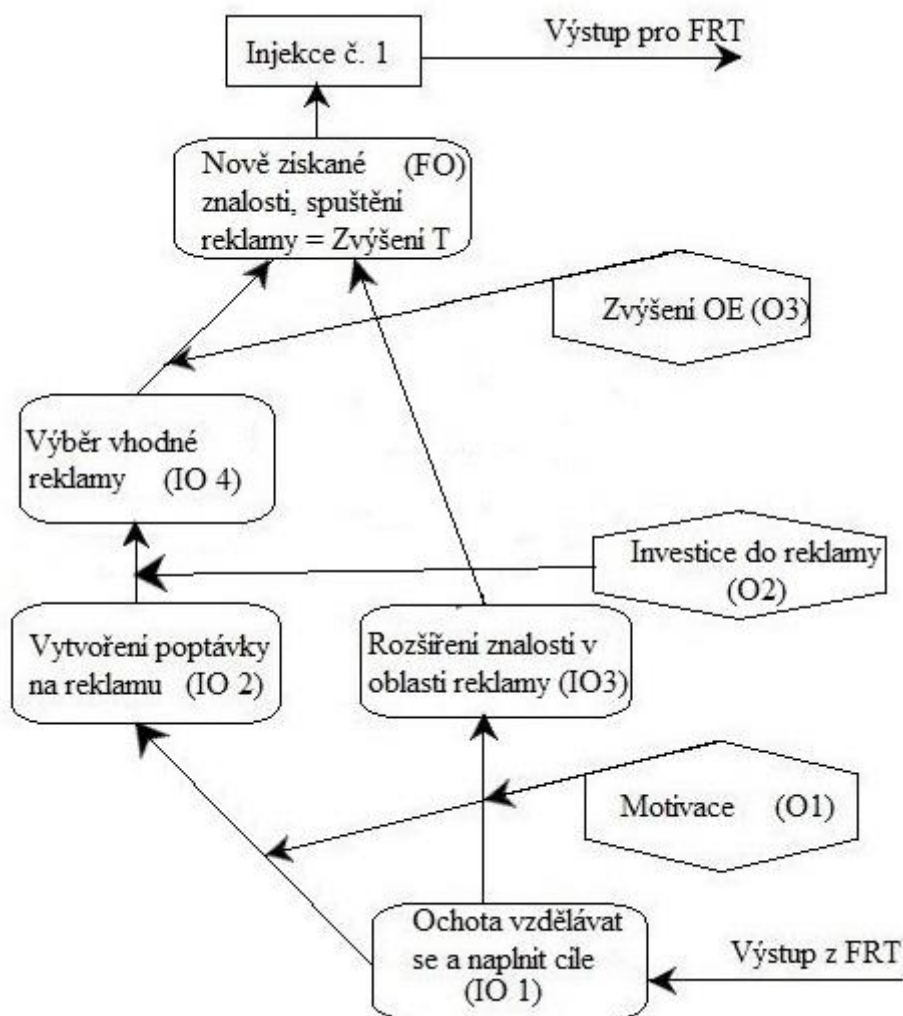 Výstup pro FRT
Injekce č. 1
Nově získané (FO)
znalosti, spuštění
reklamy = Zvýšení T
Zvýšení OE (O3)
Výběr vhodné
reklamy (IO 4)
Investice do reklamy
(O2)
Vytvoření poptávky
na reklamu (IO 2)
Rozšíření znalostí v
oblasti reklamy (IO3)
Motivace (O1)
Ochota vzdělávat
se a naplnit cíle
(IO 1)
Výstup z FRT